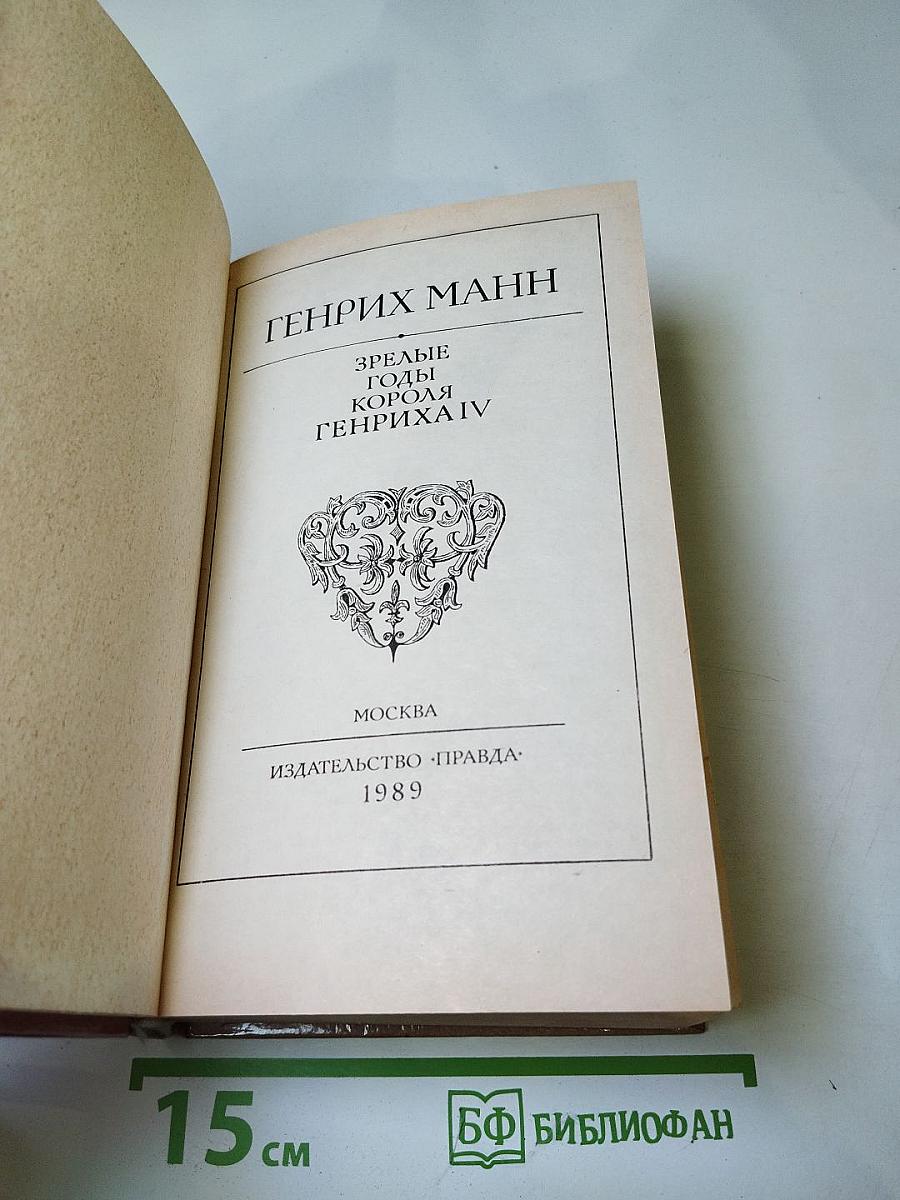 ГЕНРИХ МАНН
ЗРЕЛЫЕ
ГОДЫ
КОРОЛЯ
ГЕНРИХА IV
МОСКВА
ИЗДАТЕЛЬСТВО «ПРАВДА»
1989
15 см
БФ БИБЛИОФАН